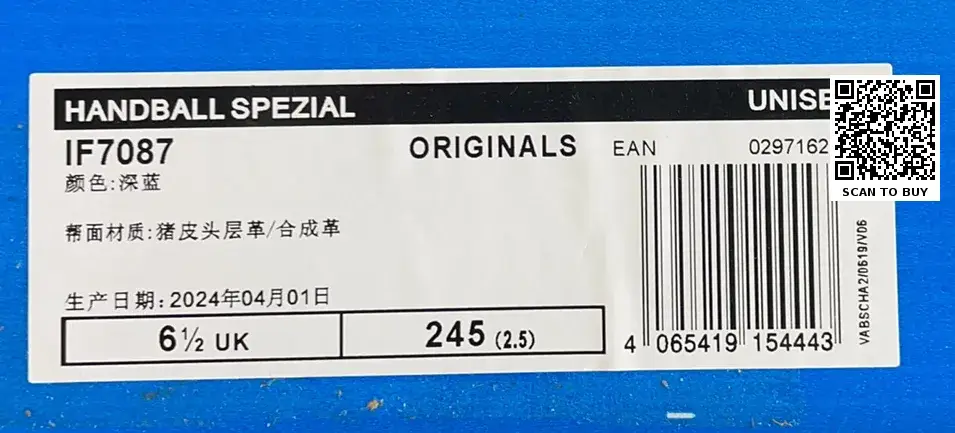 HANDBALL SPEZIAL
IF7087 ORIGINALS EAN 0297162
颜色:深蓝
帮面材质:猪皮头层革/合成革
生产日期:2024年04月01日
6½ UK 245 (2.5)
4 065419 154443
VABSCHA2/0619/V06
SCAN TO BUY